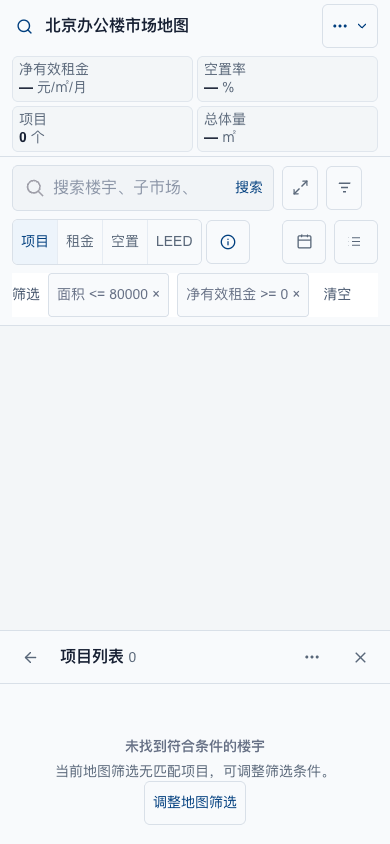 北京办公楼市场地图
净有效租金
— 元/㎡/月
空置率
— %
项目
0 个
总体量
— ㎡
搜索楼宇、子市场、
搜索
项目
租金
空置
LEED
筛选
面积 <= 80000 ×
净有效租金 >= 0 ×
清空
项目列表 0
未找到符合条件的楼宇
当前地图筛选无匹配项目，可调整筛选条件。
调整地图筛选